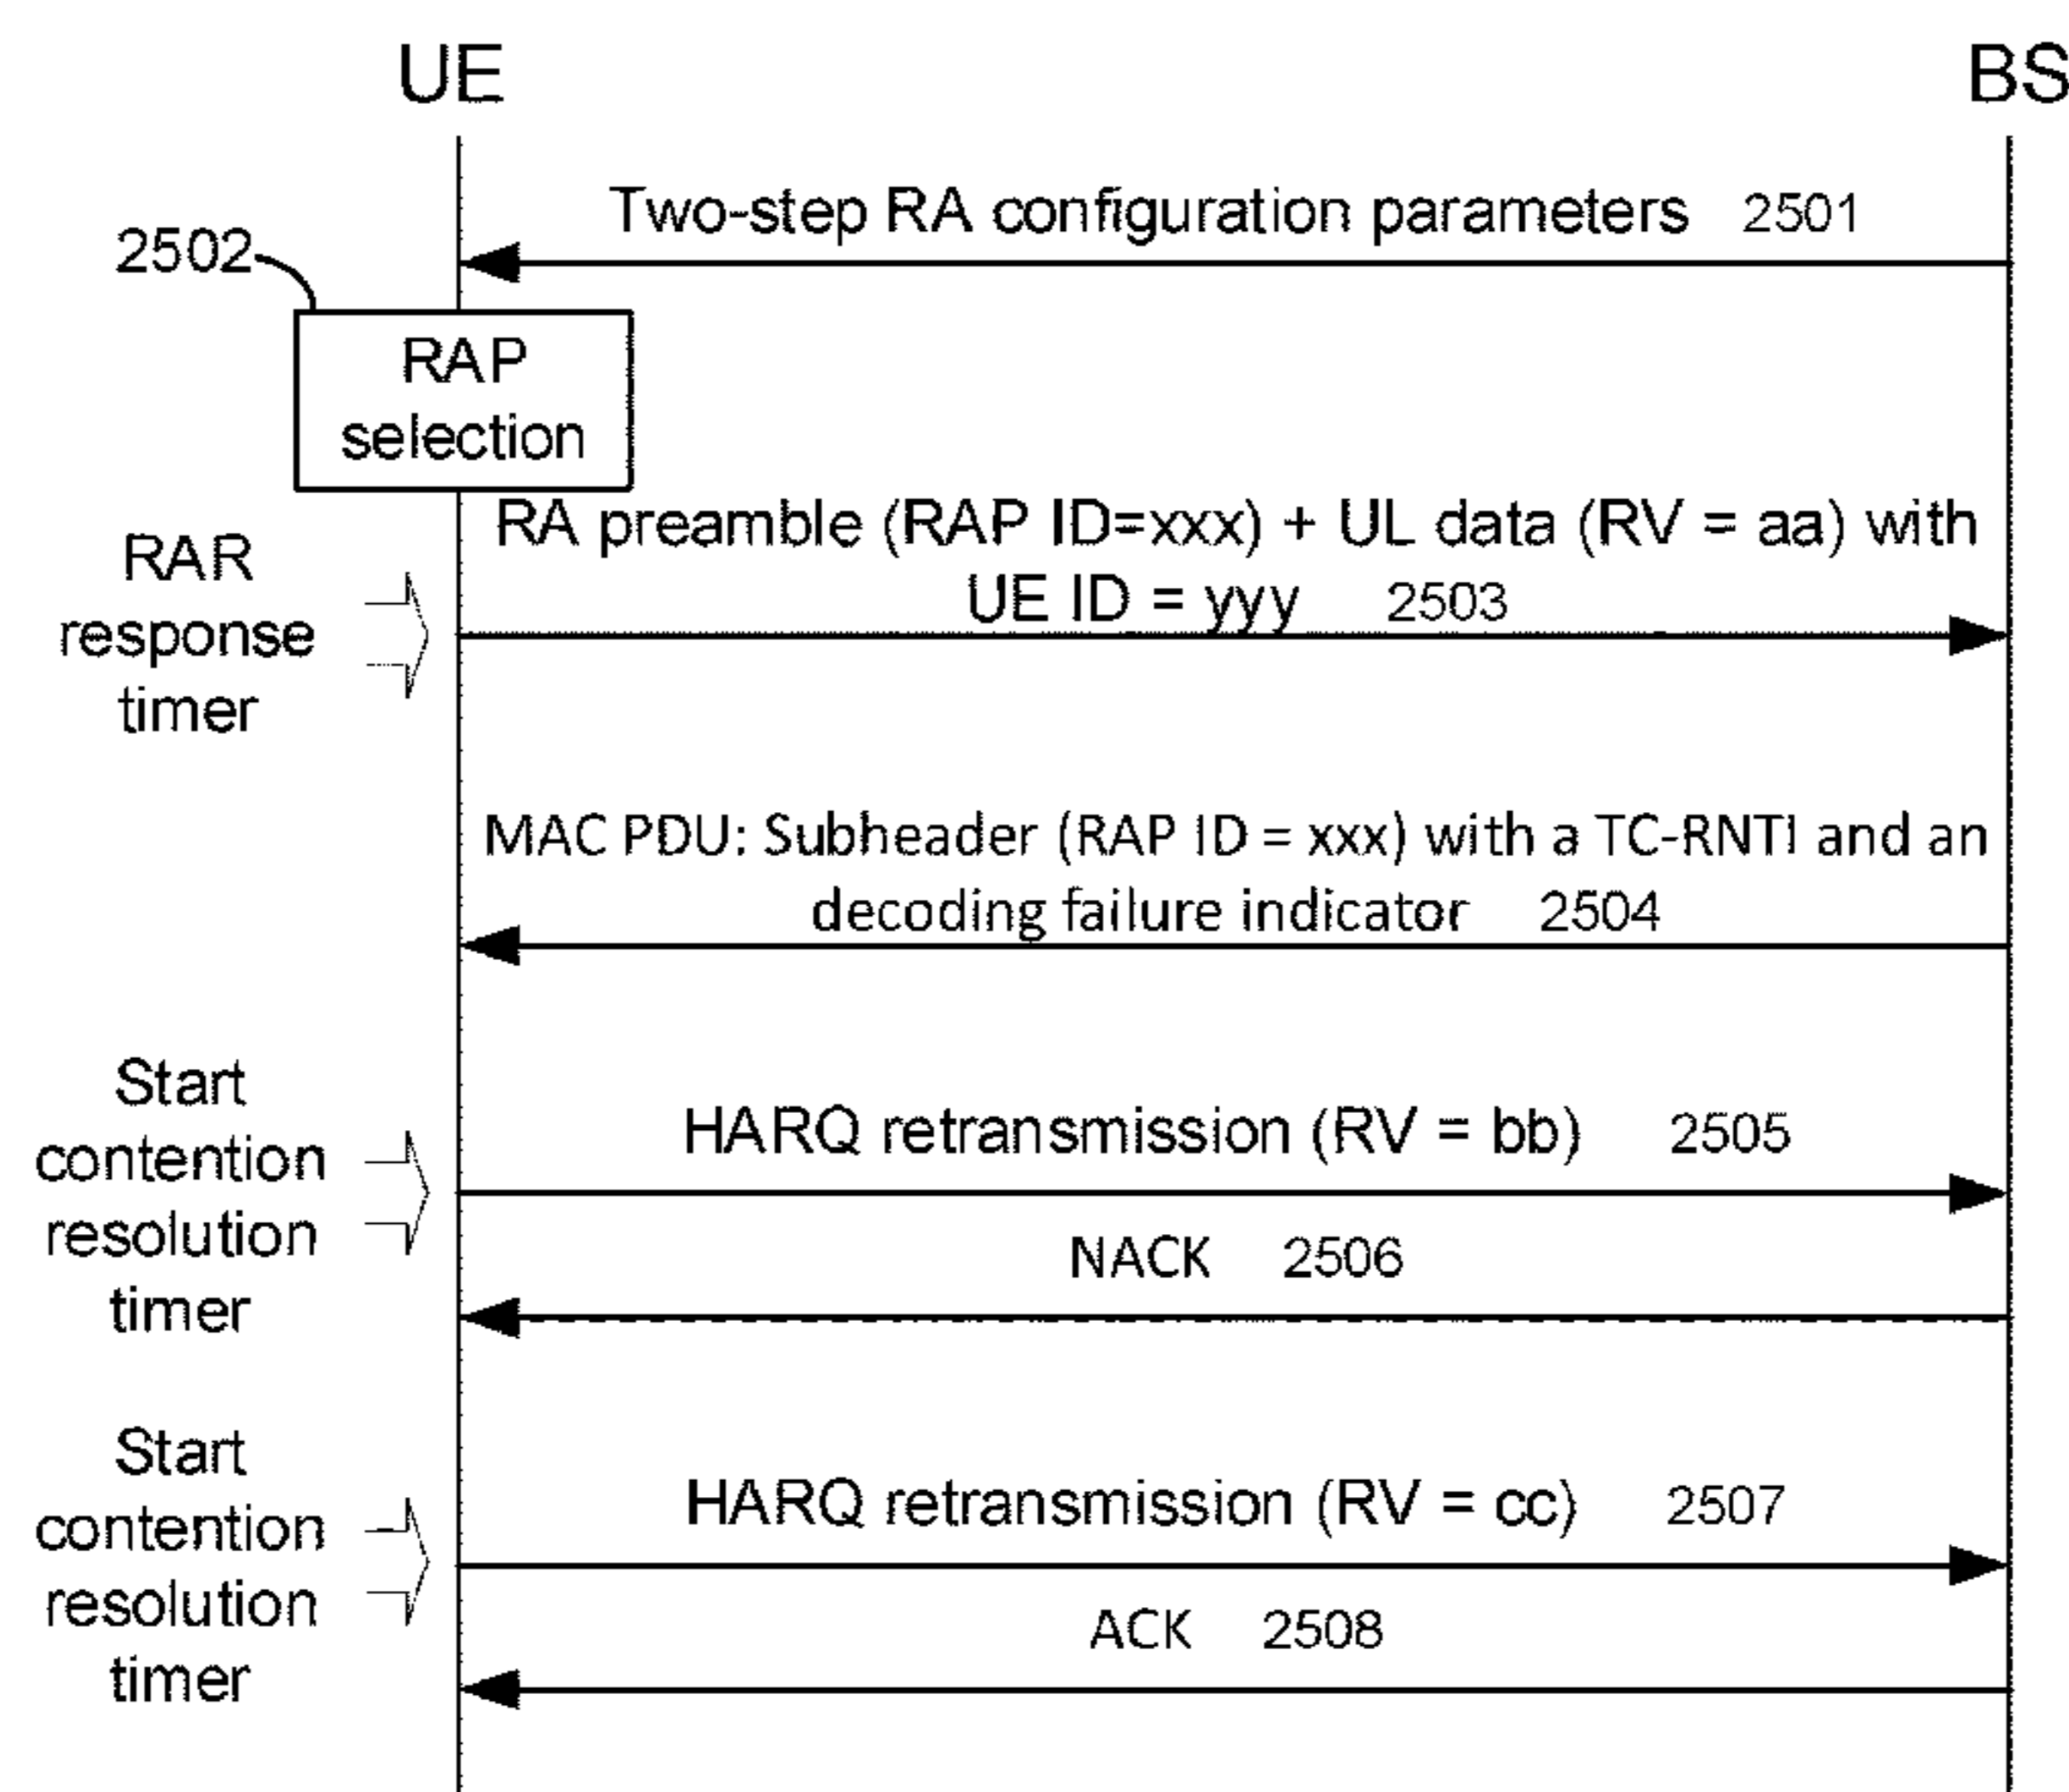 UE
BS
Two-step RA configuration parameters 2501
2502
RAP
selection
RA preamble (RAP ID=xxx) + UL data (RV = aa) with
UE ID = yyy 2503
RAR
response
timer
MAC PDU: Subheader (RAP ID = xxx) with a TC-RNTI and an
decoding failure indicator 2504
Start
contention
resolution
timer
HARQ retransmission (RV = bb) 2505
NACK 2506
Start
contention
resolution
timer
HARQ retransmission (RV = cc) 2507
ACK 2508